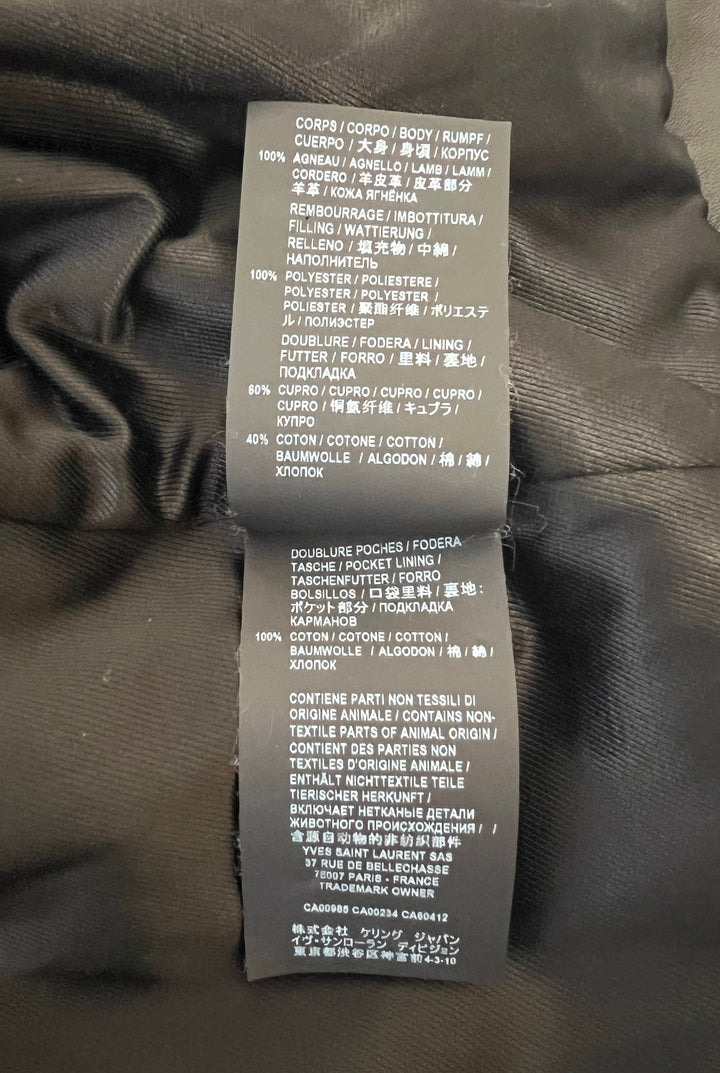 CORPS / CORPO / BODY / RUMPF /
CUERPO / 大身 / 身頃 / КОРПУС
100% AGNEAU / AGNELLO / LAMB / LAMM /
CORDERO / 羊皮革 / 皮革部分
羊革 / КОЖА ЯГНЁНКА
REMBOURRAGE / IMBOTTITURA /
FILLING / WATTIERUNG /
RELLENO / 填充物 / 中綿 /
НАПОЛНИТЕЛЬ
100% POLYESTER / POLIESTERE /
POLYESTER / POLYESTER /
POLIESTER / 聚酯纤维 / ポリエステ
ル / ПОЛИЭСТЕР
DOUBLURE / FODERA / LINING /
FUTTER / FORRO / 里料 / 裏地 /
ПОДКЛАДКА
60% CUPRO / CUPRO / CUPRO / CUPRO /
CUPRO / 铜氨纤维 / キュプラ /
КУПРО
40% COTON / COTONE / COTTON /
BAUMWOLLE / ALGODON / 棉 / 綿 /
ХЛОПОК
DOUBLURE POCHES / FODERA
TASCHE / POCKET LINING /
TASCHENFUTTER / FORRO
BOLSILLOS / 口袋里料 / 裏地:
ポケット部分 / ПОДКЛАДКА
КАРМАНОВ
100% COTON / COTONE / COTTON /
BAUMWOLLE / ALGODON / 棉 / 綿 /
ХЛОПОК
CONTIENE PARTI NON TESSILI DI
ORIGINE ANIMALE / CONTAINS NON-
TEXTILE PARTS OF ANIMAL ORIGIN /
CONTIENT DES PARTIES NON
TEXTILES D'ORIGINE ANIMALE /
ENTHÄLT NICHTTEXTILE TEILE
TIERISCHER HERKUNFT /
ВКЛЮЧАЕТ НЕТКАНЫЕ ДЕТАЛИ
ЖИВОТНОГО ПРОИСХОЖДЕНИЯ / /
含源自动物的非纺织部件
YVES SAINT LAURENT SAS
37 RUE DE BELLECHASSE
75007 PARIS - FRANCE
TRADEMARK OWNER
CA00985 CA00234 CA60412
株式会社 ケリング ジャパン
イヴ・サンローラン ディビジョン
東京都渋谷区神宮前4-3-10